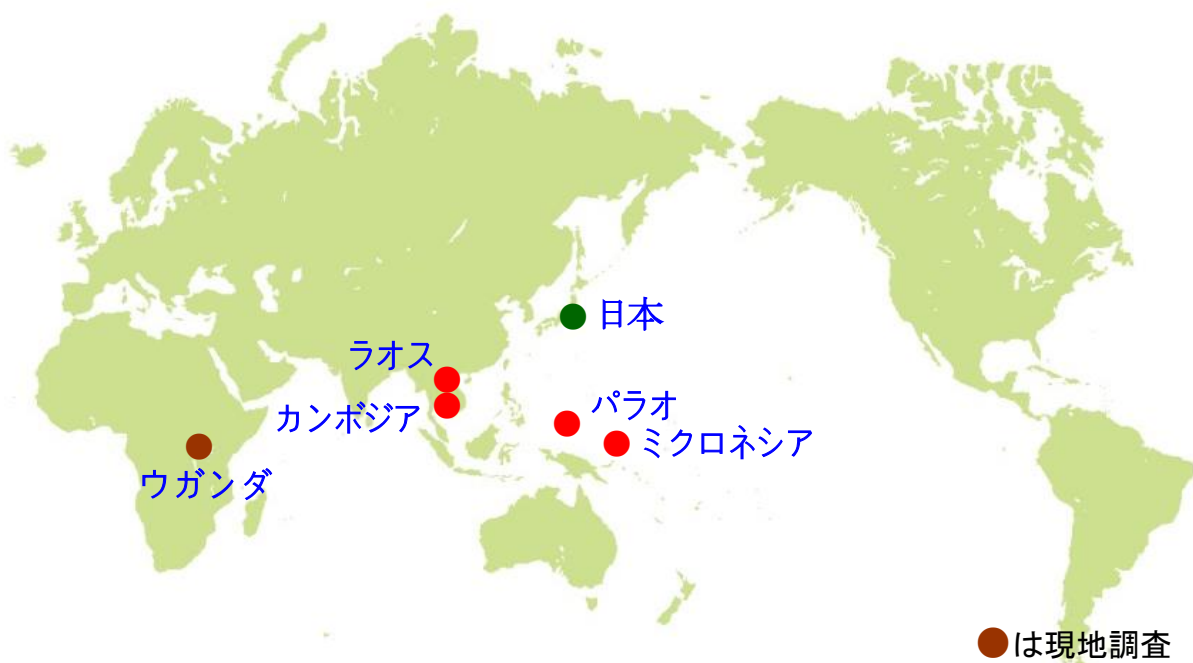 日本
ラオス
パラオ
カンボジア
ミクロネシア
ウガンダ
は現地調査